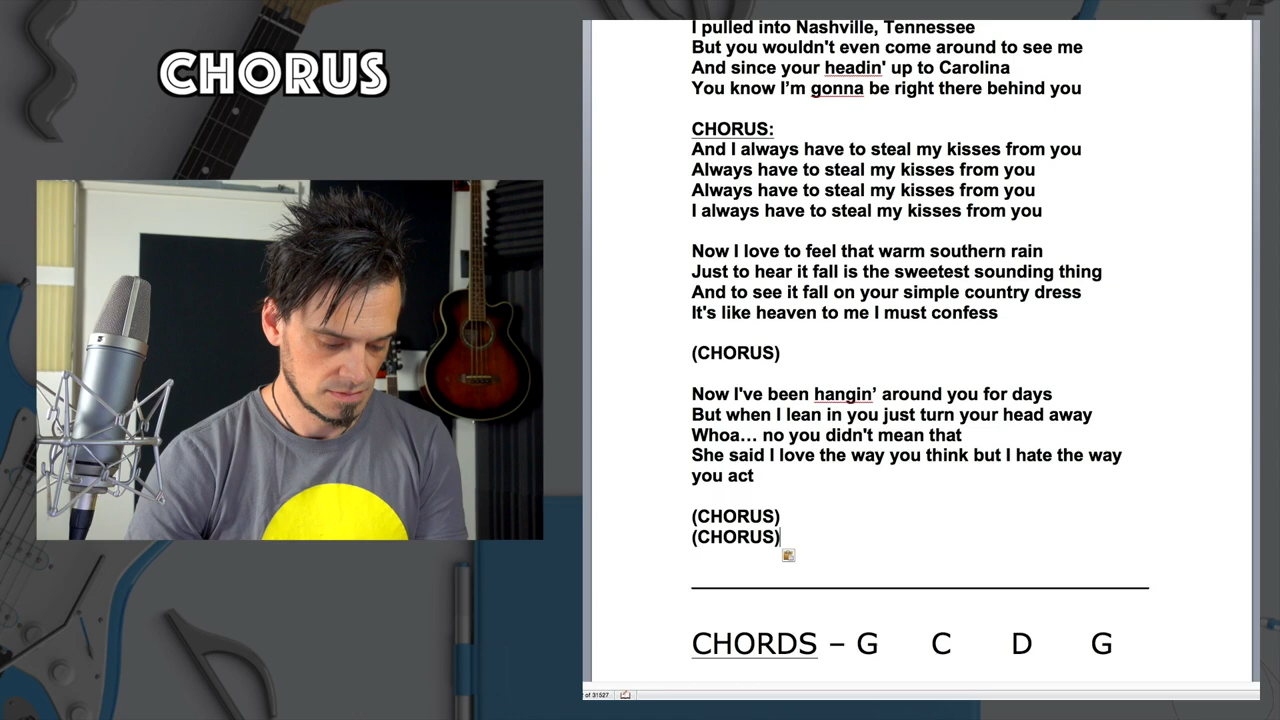 CHORUS
I pulled into Nashville, Tennessee
But you wouldn't even come around to see me
And since your headin' up to Carolina
You know I’m gonna be right there behind you
CHORUS:
And I always have to steal my kisses from you
Always have to steal my kisses from you
Always have to steal my kisses from you
I always have to steal my kisses from you
Now I love to feel that warm southern rain
Just to hear it fall is the sweetest sounding thing
And to see it fall on your simple country dress
It's like heaven to me I must confess
(CHORUS)
Now I've been hangin’ around you for days
But when I lean in you just turn your head away
Whoa… no you didn't mean that
She said I love the way you think but I hate the way
you act
(CHORUS)
(CHORUS)
CHORDS – G C D G
of 31527